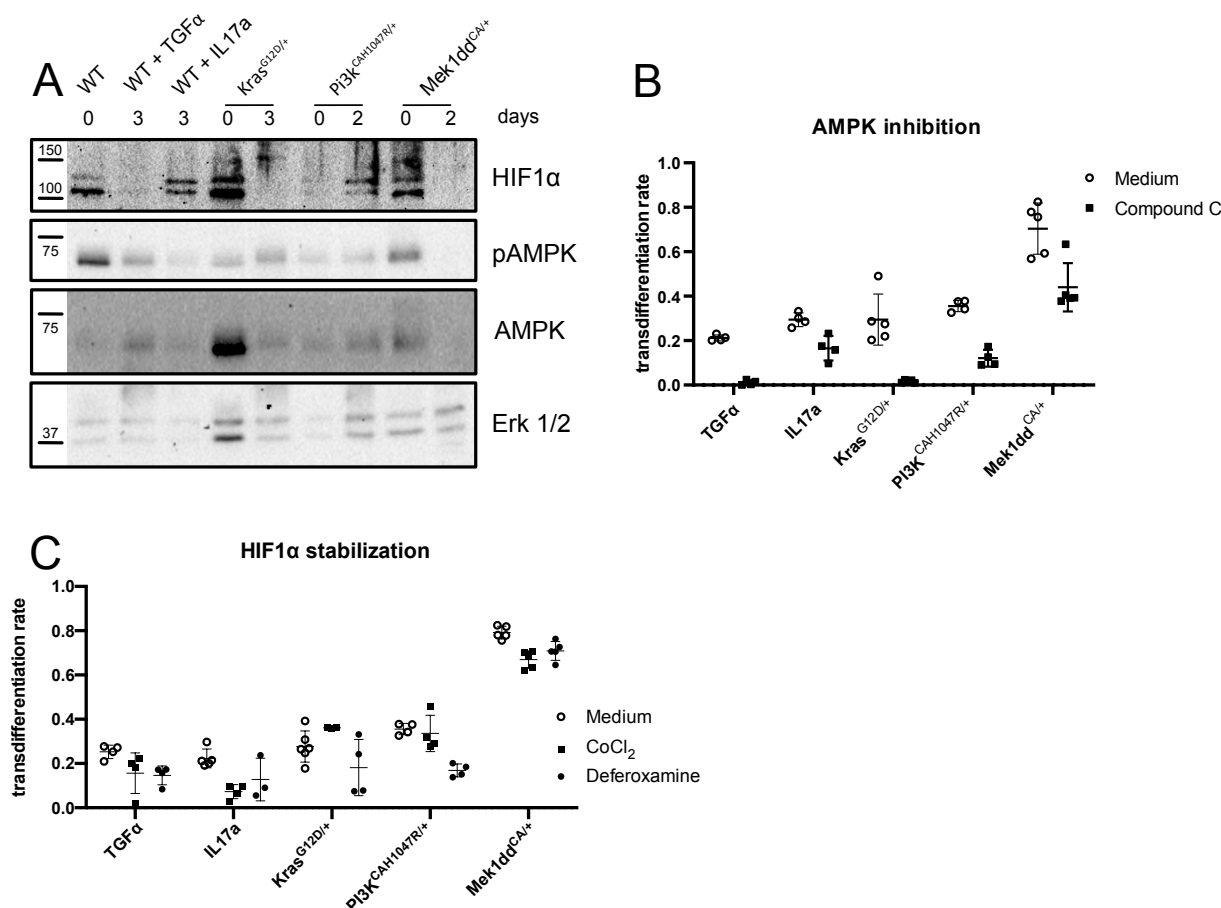 A
WT
WT + TGFα
WT + IL17a
Kras^G12D/+
Pi3k^CAH1047R/+
Mek1dd^CA/+
0 3 3 0 3 0 2 0 2 days
150
100
HIF1α
75
pAMPK
75
AMPK
37
Erk 1/2
B
AMPK inhibition
transdifferentiation rate
1.0
0.8
0.6
0.4
0.2
0.0
TGFα
IL17a
Kras^G12D/+
PI3K^CAH1047R/+
Mek1dd^CA/+
Medium
Compound C
C
HIF1α stabilization
transdifferentiation rate
1.0
0.8
0.6
0.4
0.2
0.0
TGFα
IL17a
Kras^G12D/+
PI3K^CAH1047R/+
Mek1dd^CA/+
Medium
CoCl₂
Deferoxamine